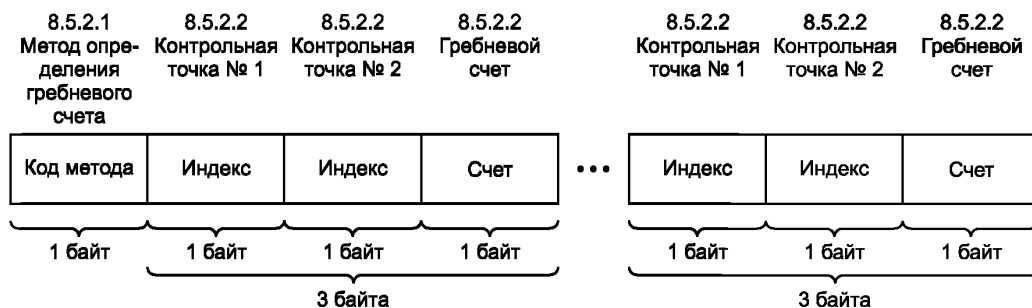 8.5.2.1 8.5.2.2 8.5.2.2 8.5.2.2 8.5.2.2 8.5.2.2 8.5.2.2
Метод опре- Контрольная Контрольная Гребневой Контрольная Контрольная Гребневой
деления точка № 1 точка № 2 счет точка № 1 точка № 2 счет
гребневого
счета
Код метода Индекс Индекс Счет ••• Индекс Индекс Счет
1 байт 1 байт 1 байт 1 байт 1 байт 1 байт 1 байт
3 байта 3 байта